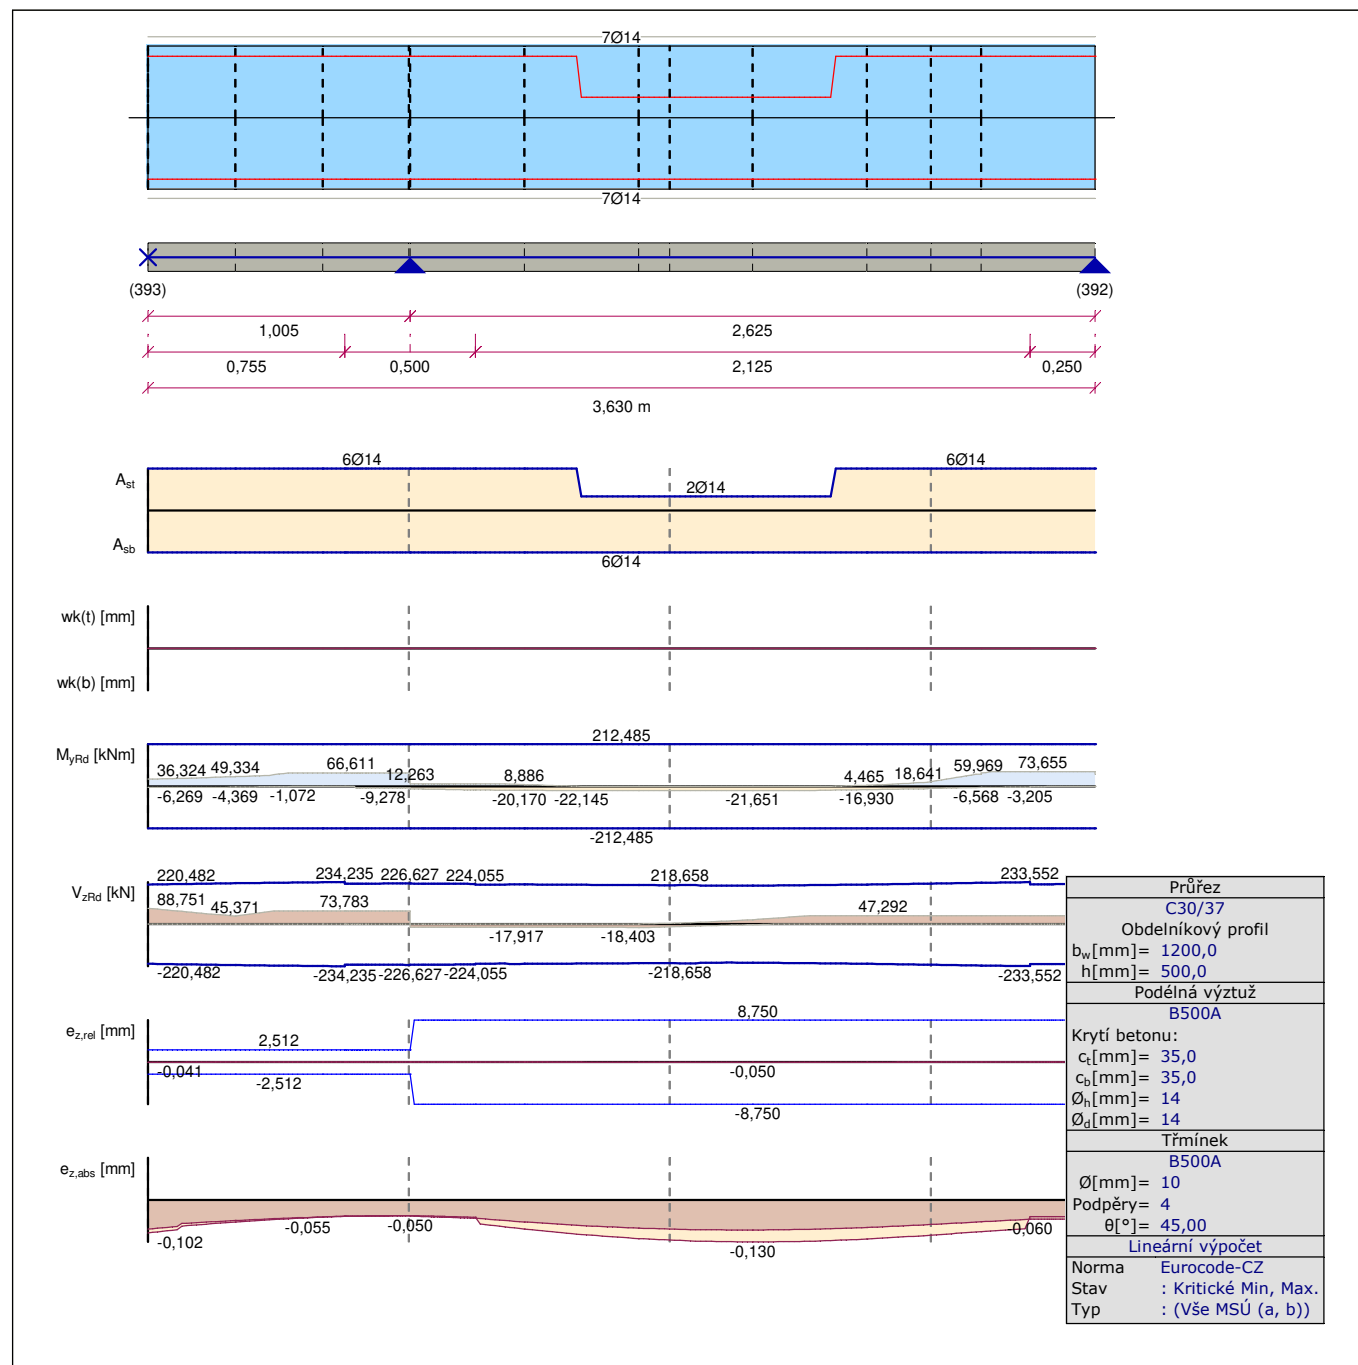 7Ø14
7Ø14
(393) (392)
1,005 2,625
0,755 0,500 2,125 0,250
3,630 m
6Ø14 6Ø14
Ast 2Ø14
Asb
6Ø14
wk(t) [mm]
wk(b) [mm]
212,485
MyRd [kNm]
36,324 49,334 66,611 12,263 8,886 4,465 18,641 59,969 73,655
-6,269 -4,369 -1,072 -9,278 -20,170 -22,145 -21,651 -16,930 -6,568 -3,205
-212,485
220,482 234,235 226,627 224,055 218,658 233,552
VzRd [kN]
88,751 45,371 73,783 47,292
-17,917 -18,403
-220,482 -234,235 -226,627 -224,055 -218,658 -233,552
8,750
ez,rel [mm]
2,512
-0,041 -0,050
-2,512
-8,750
ez,abs [mm]
-0,102 -0,055 -0,050 -0,130 0,060
Průřez
C30/37
Obdelníkový profil
bw[mm]= 1200,0
h[mm]= 500,0
Podélná výztuž
B500A
Krytí betonu:
ct[mm]= 35,0
cb[mm]= 35,0
Øh[mm]= 14
Ød[mm]= 14
Třmínek
B500A
Ø[mm]= 10
Podpěry= 4
θ[°]= 45,00
Lineární výpočet
Norma Eurocode-CZ
Stav : Kritické Min, Max.
Typ : (Vše MSÚ (a, b))